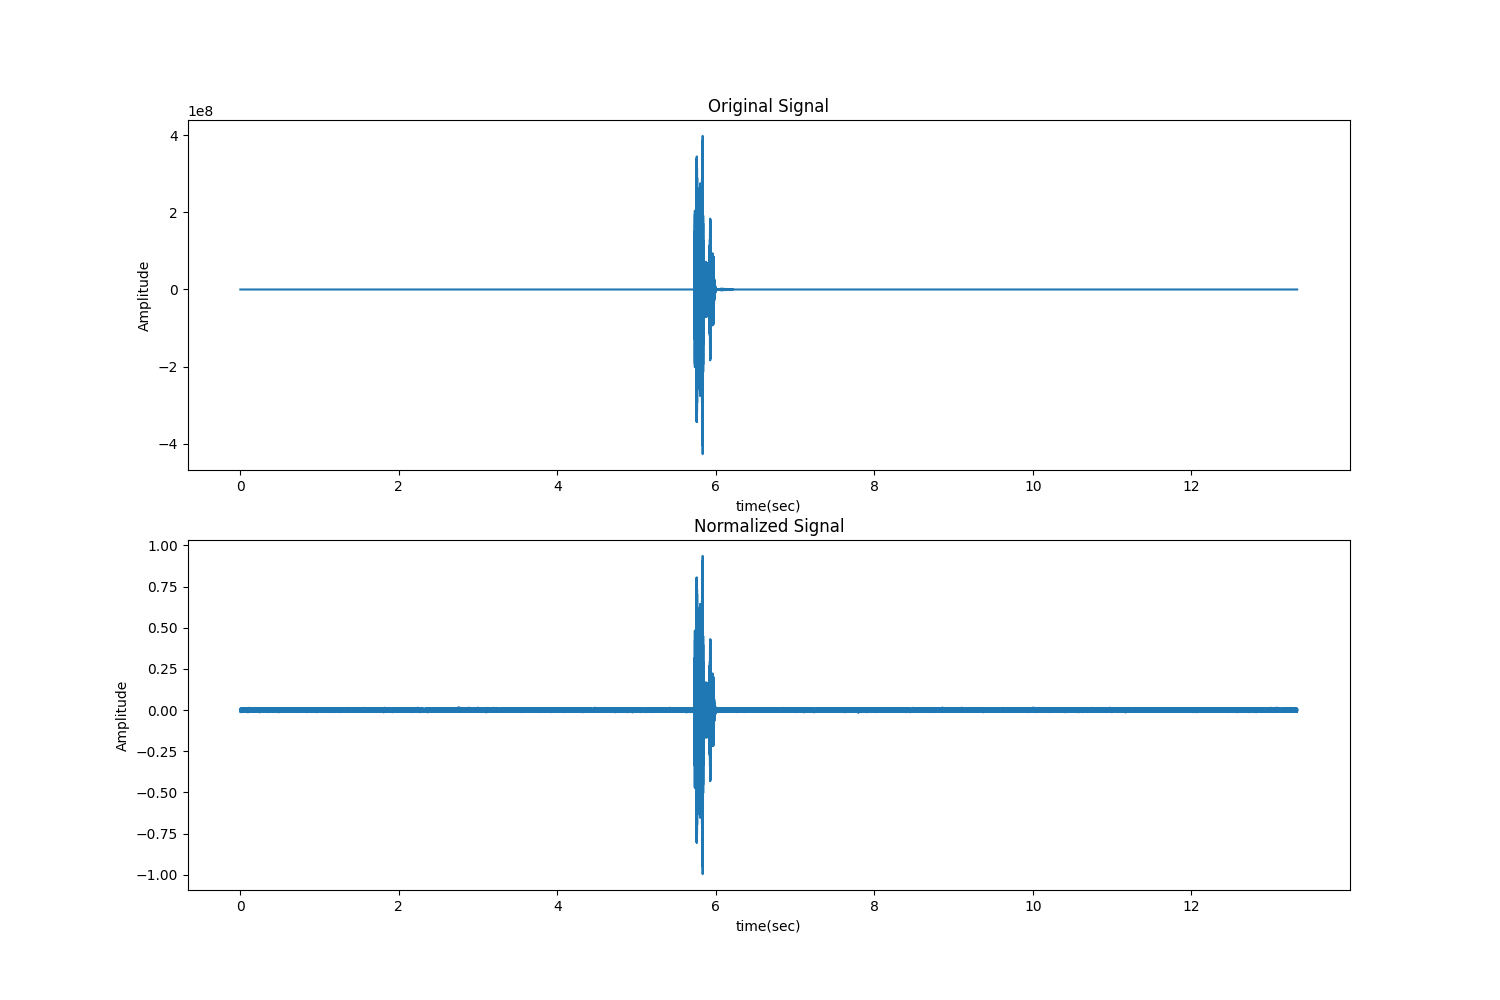 Original Signal
1e8
4
2
0
−2
−4
Amplitude
0 2 4 6 8 10 12
time(sec)
Normalized Signal
1.00
0.75
0.50
0.25
0.00
−0.25
−0.50
−0.75
−1.00
Amplitude
0 2 4 6 8 10 12
time(sec)